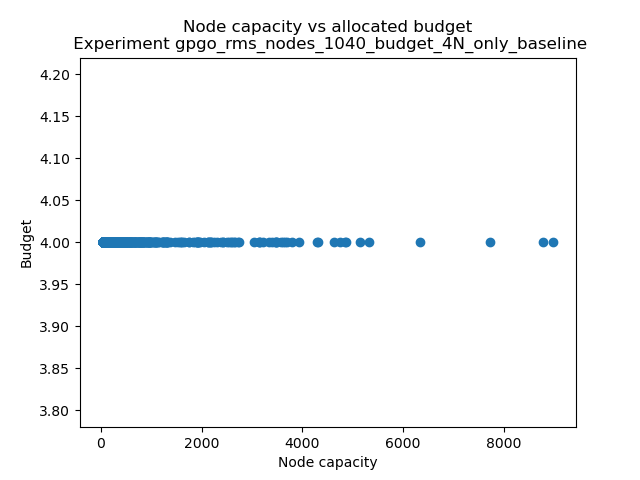 Node capacity vs allocated budget
Experiment gpgo_rms_nodes_1040_budget_4N_only_baseline
4.20
4.15
4.10
4.05
4.00
3.95
3.90
3.85
3.80
Budget
0 2000 4000 6000 8000
Node capacity